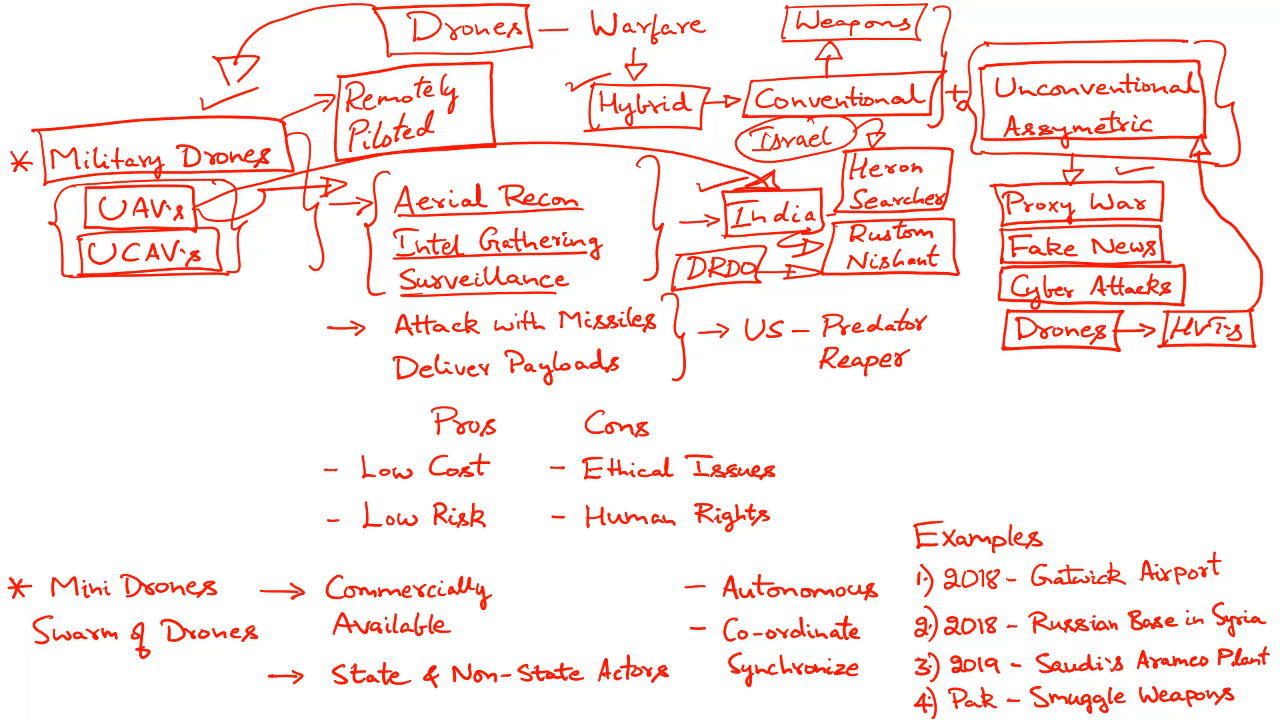 Drones — Warfare
Weapons
Hybrid
Conventional
+
Unconventional
Assymetric
Remotely
Piloted
* Military Drones
UAV's
UCAV's
Aerial Recon
Intel Gathering
Surveillance
Attack with Missiles
Deliver Payloads
Israel
Heron
Searcher
India
DRDO
Rustom
Nishant
US – Predator
Reaper
Proxy War
Fake News
Cyber Attacks
Drones
HVT's
Pros
- Low Cost
- Low Risk
Cons
- Ethical Issues
- Human Rights
* Mini Drones
Swarm of Drones
Commercially
Available
State & Non-State Actors
- Autonomous
- Co-ordinate
Synchronize
Examples
1.) 2018 - Gatwick Airport
2.) 2018 - Russian Base in Syria
3.) 2019 - Saudi's Aramco Plant
4.) Pak - Smuggle Weapons